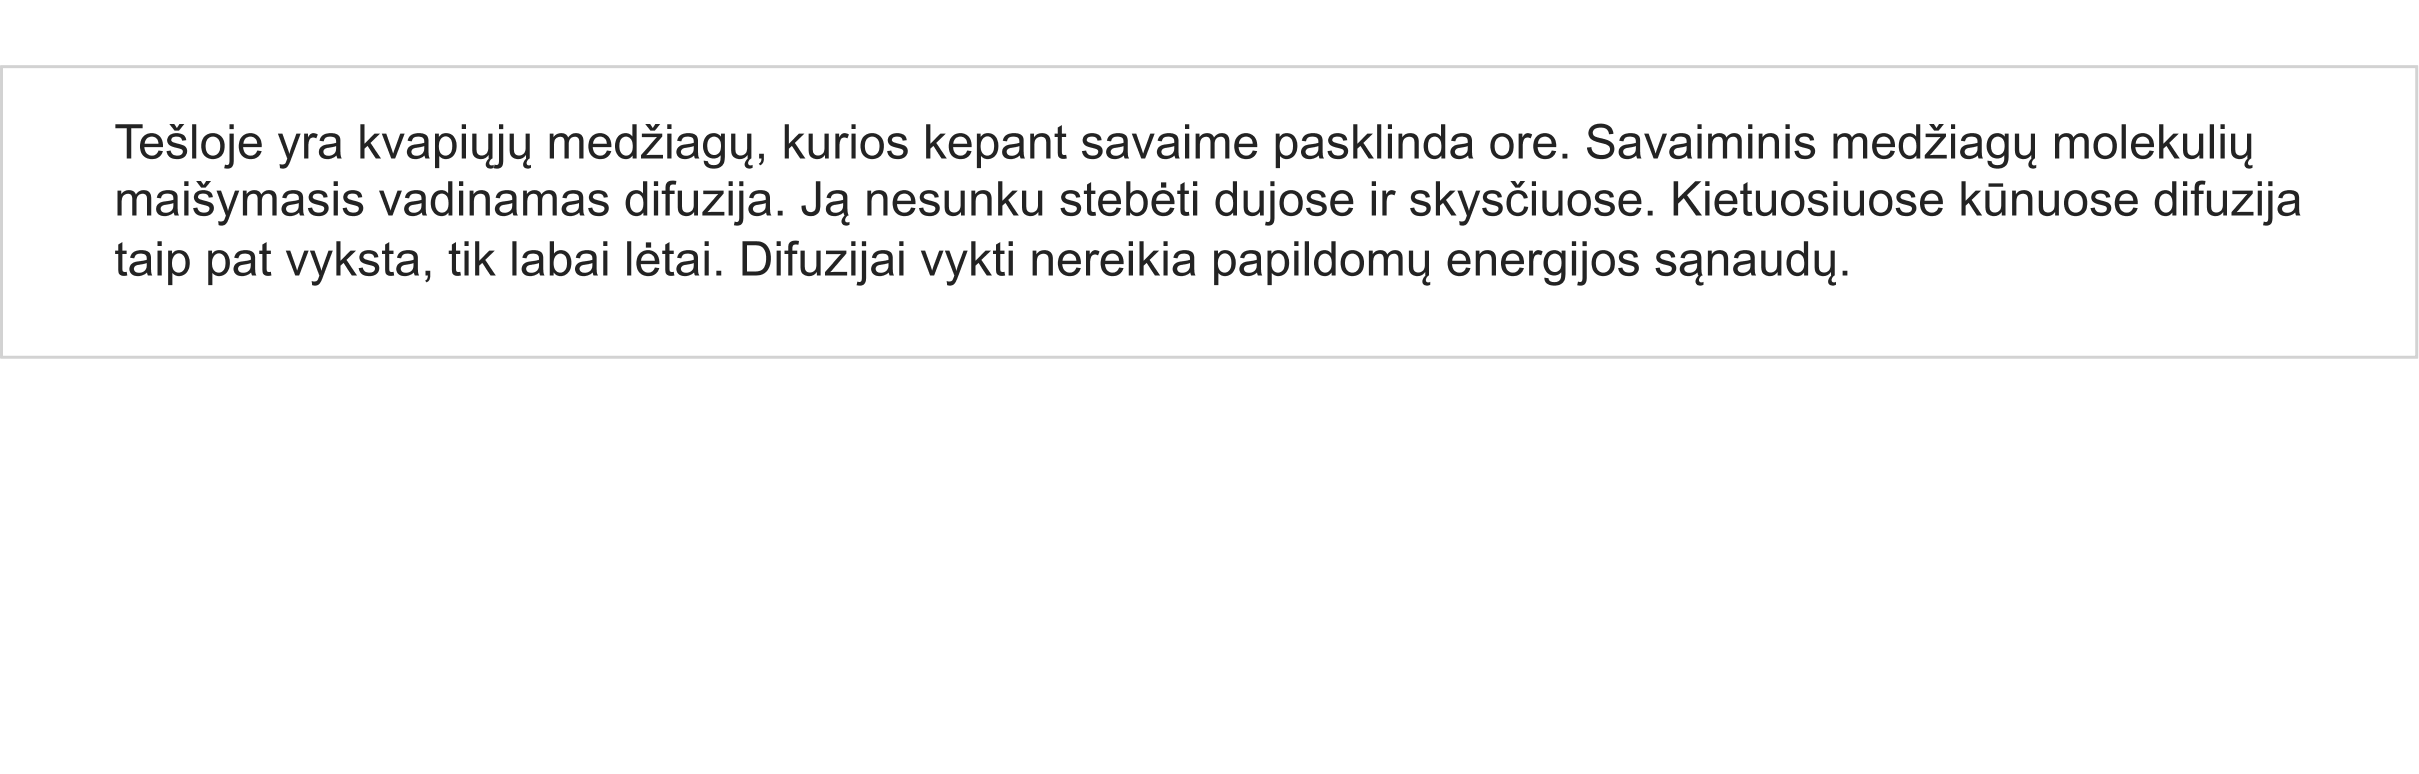 Tešloje yra kvapiųjų medžiagų, kurios kepant savaime pasklinda ore. Savaiminis medžiagų molekulių
maišymasis vadinamas difuzija. Ją nesunku stebėti dujose ir skysčiuose. Kietuosiuose kūnuose difuzija
taip pat vyksta, tik labai lėtai. Difuzijai vykti nereikia papildomų energijos sąnaudų.